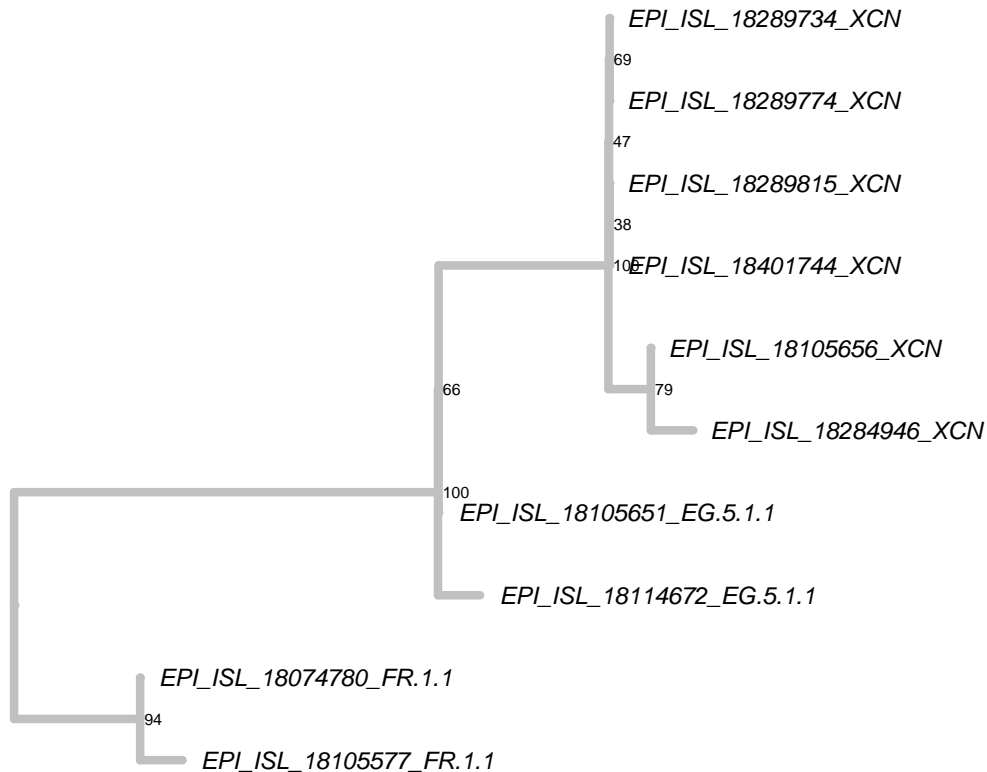 EPI_ISL_18289734_XCN
69
EPI_ISL_18289774_XCN
47
EPI_ISL_18289815_XCN
38
100
EPI_ISL_18401744_XCN
EPI_ISL_18105656_XCN
66
79
EPI_ISL_18284946_XCN
100
EPI_ISL_18105651_EG.5.1.1
EPI_ISL_18114672_EG.5.1.1
EPI_ISL_18074780_FR.1.1
94
EPI_ISL_18105577_FR.1.1